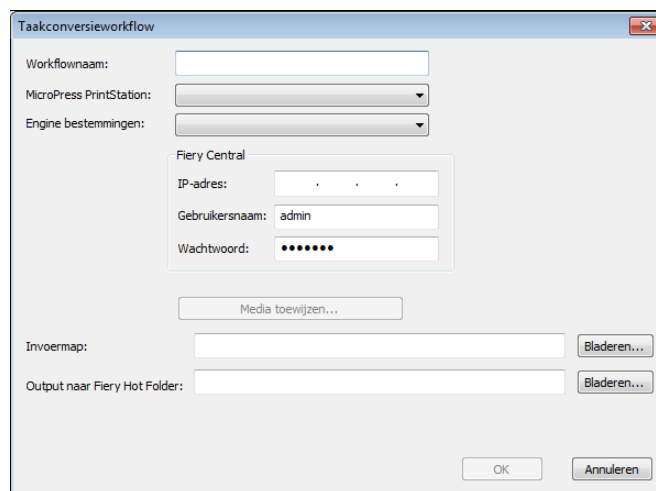 Taakconversieworkflow
Workflownaam:
MicroPress PrintStation:
Engine bestemmingen:
Fiery Central
IP-adres: . . .
Gebruikersnaam: admin
Wachtwoord: •••••••
Media toewijzen...
Invoermap: Bladeren...
Output naar Fiery Hot Folder: Bladeren...
OK Annuleren